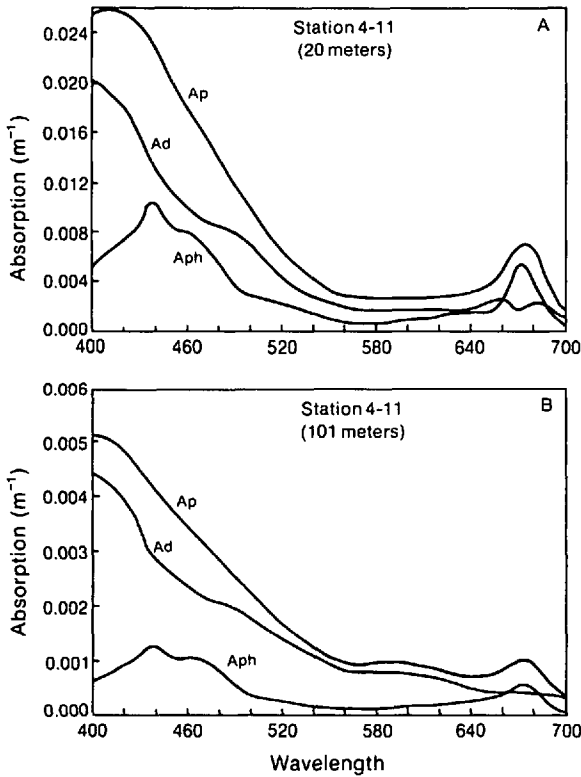 Station 4-11
(20 meters)
A
Absorption (m⁻¹)
0.024
0.020
0.016
0.012
0.008
0.004
0.000
Ap
Ad
Aph
400
460
520
580
640
700
Station 4-11
(101 meters)
B
Absorption (m⁻¹)
0.006
0.005
0.004
0.003
0.002
0.001
0.000
Ap
Ad
Aph
400
460
520
580
640
700
Wavelength